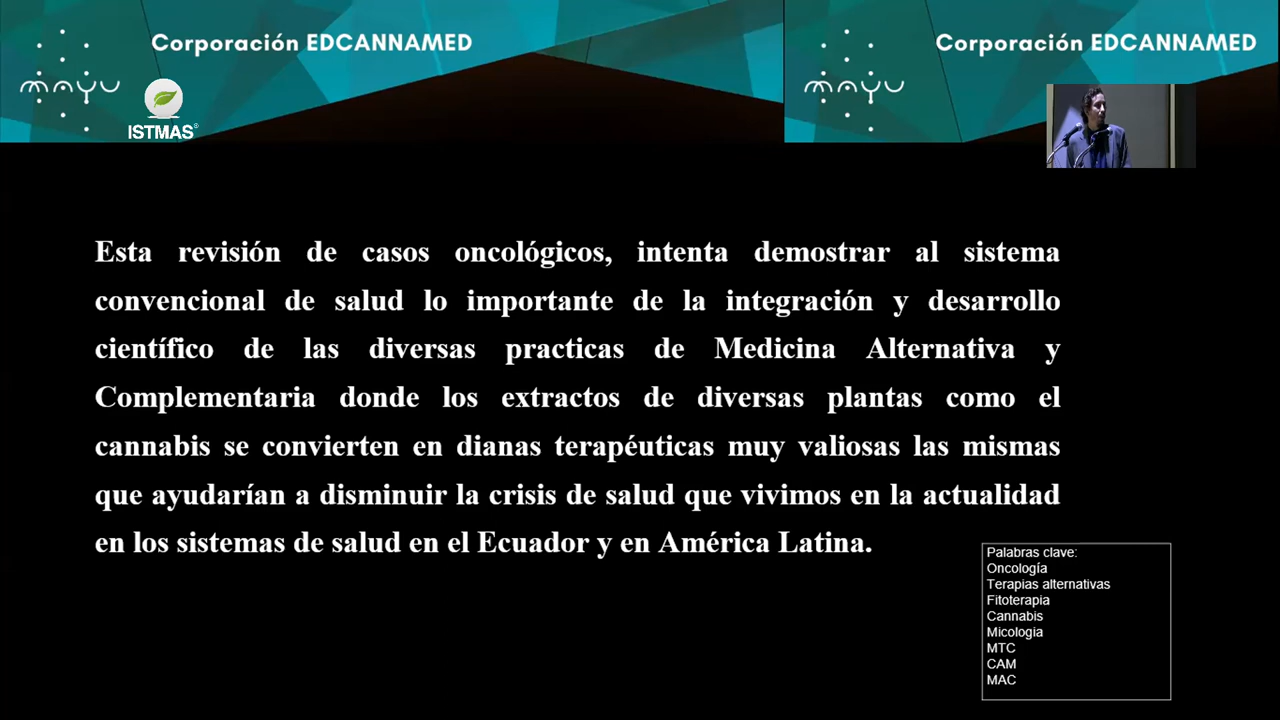 Corporación EDCANNAMED
Corporación EDCANNAMED
mayu
ISTMAS®
mayu
Esta revisión de casos oncológicos, intenta demostrar al sistema
convencional de salud lo importante de la integración y desarrollo
científico de las diversas practicas de Medicina Alternativa y
Complementaria donde los extractos de diversas plantas como el
cannabis se convierten en dianas terapéuticas muy valiosas las mismas
que ayudarían a disminuir la crisis de salud que vivimos en la actualidad
en los sistemas de salud en el Ecuador y en América Latina.
Palabras clave:
Oncología
Terapias alternativas
Fitoterapia
Cannabis
Micologia
MTC
CAM
MAC